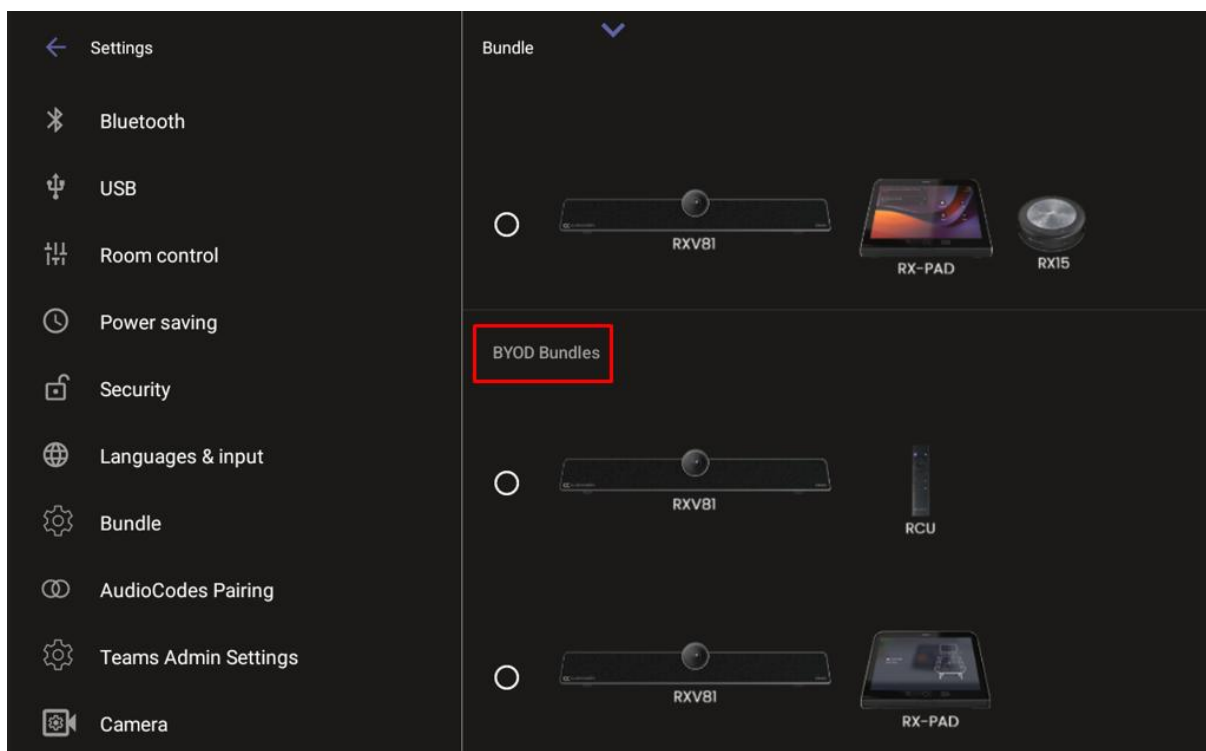 Settings
Bluetooth
USB
Room control
Power saving
Security
Languages & input
Bundle
AudioCodes Pairing
Teams Admin Settings
Camera
Bundle
RXV81
RX-PAD
RX15
BYOD Bundles
RXV81
RCU
RXV81
RX-PAD